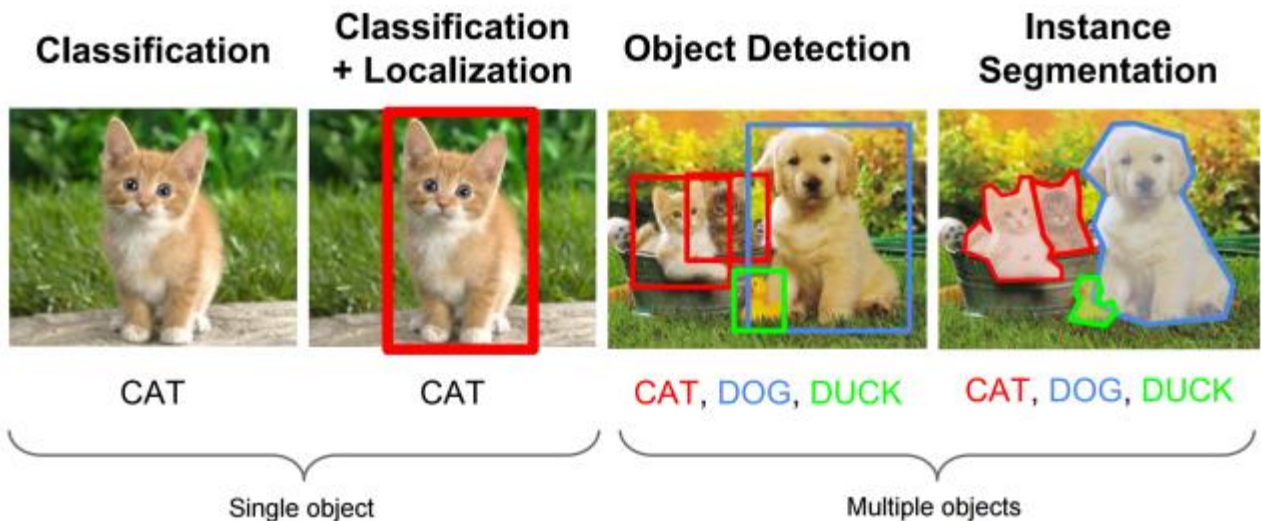 Classification
Classification
+ Localization
Object Detection
Instance
Segmentation
CAT
CAT
CAT, DOG, DUCK
CAT, DOG, DUCK
Single object
Multiple objects